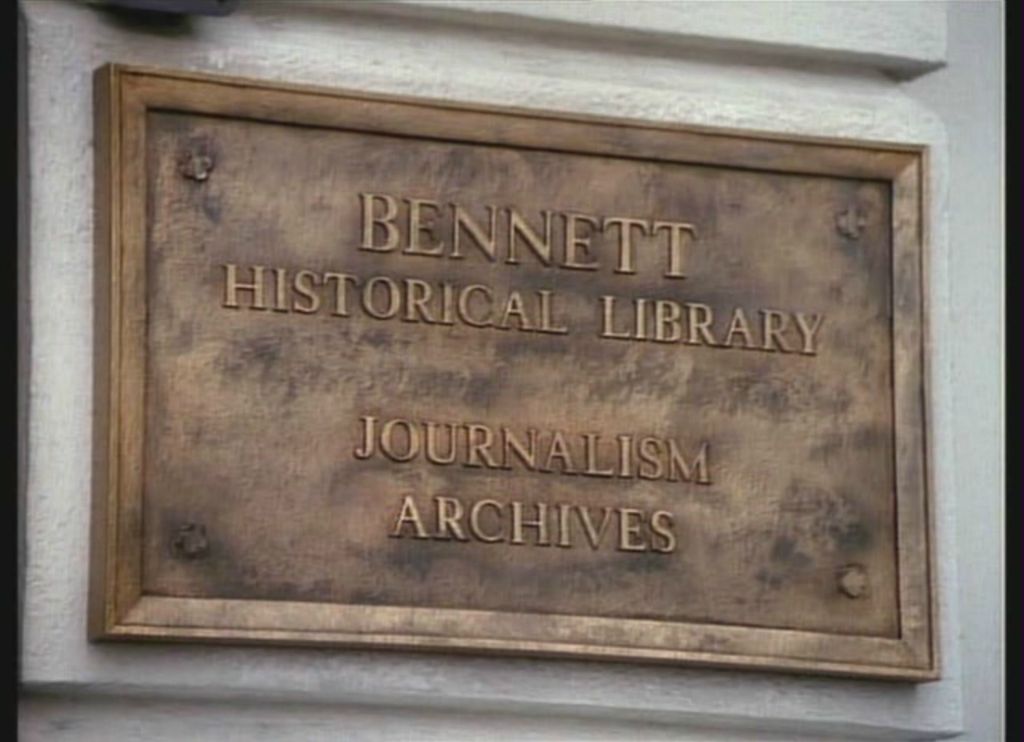 BENNETT
HISTORICAL LIBRARY
JOURNALISM
ARCHIVES